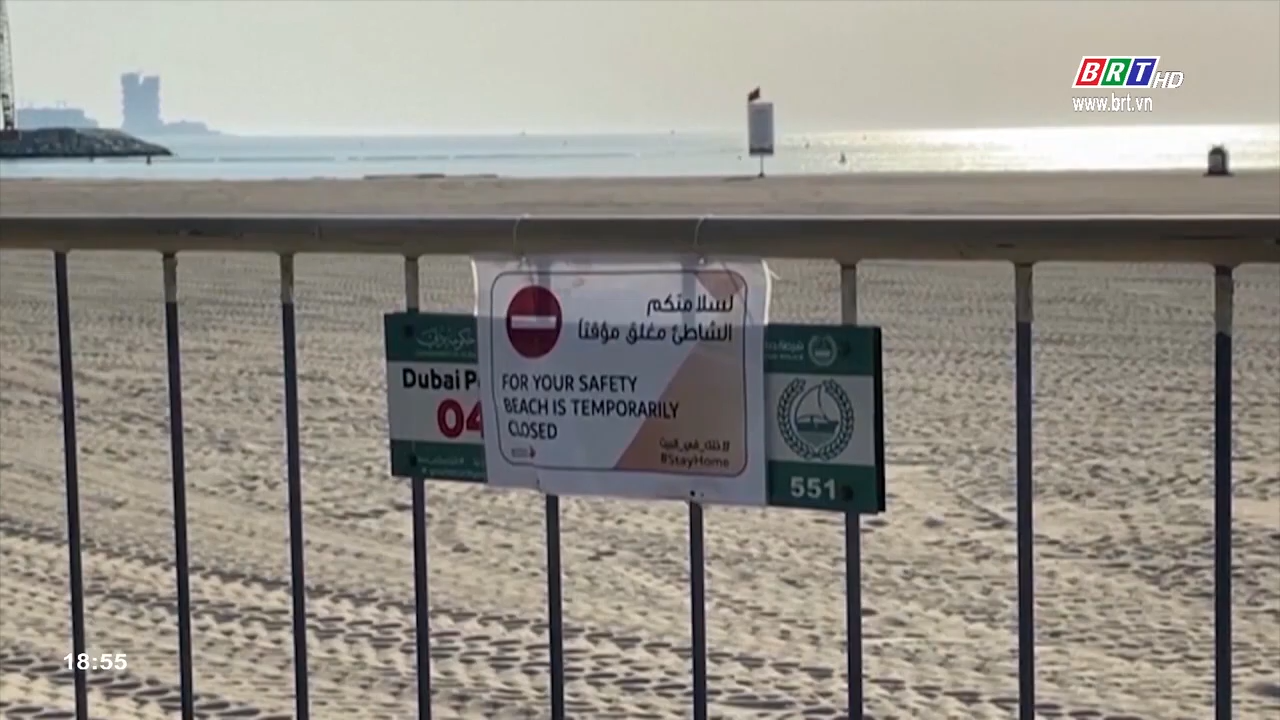 BRT HD
www.brt.vn
لسلامتكم
الشاطئ مغلق مؤقتاً
FOR YOUR SAFETY
BEACH IS TEMPORARILY
CLOSED
#خلك_في_البيت
#StayHome
Dubai P
04
551
18:55